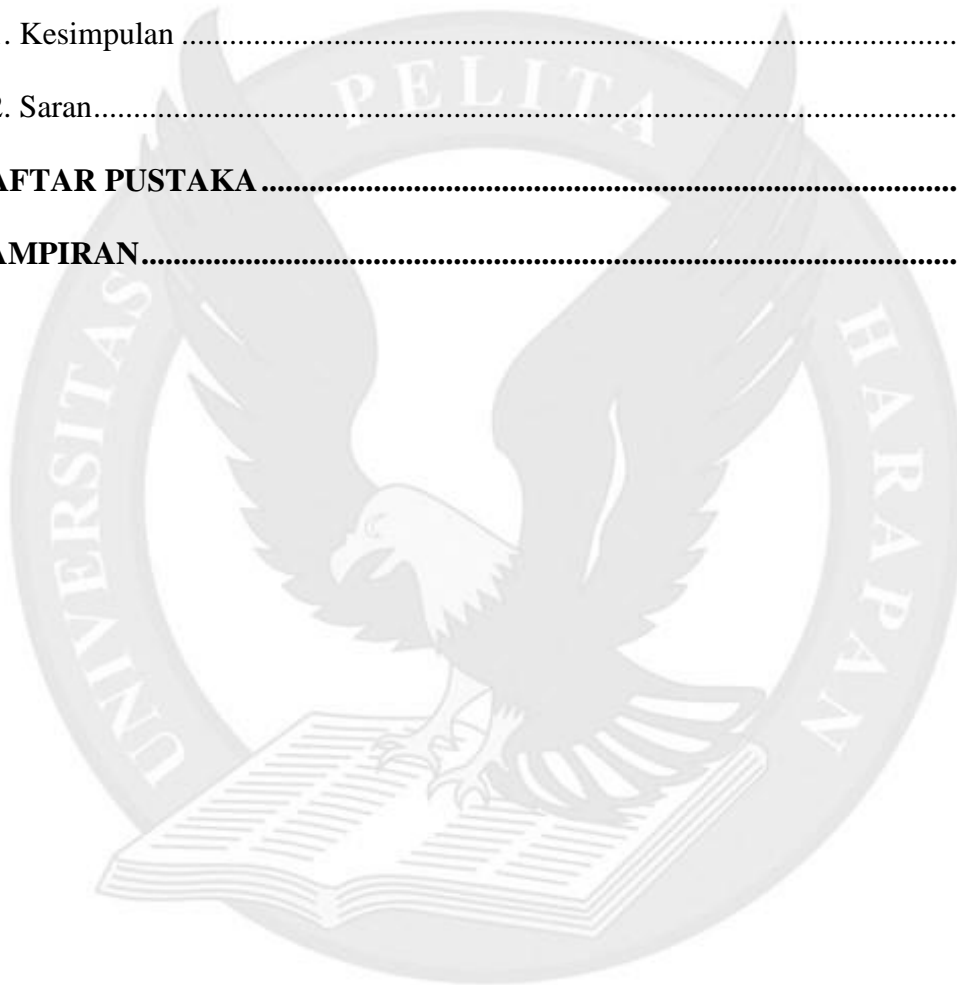 . Kesimpulan ....................................................................................................
. Saran....................................................................................................
AFTAR PUSTAKA ....................................................................................................
AMPIRAN....................................................................................................
UNIVERSITAS PELITA HARAPAN